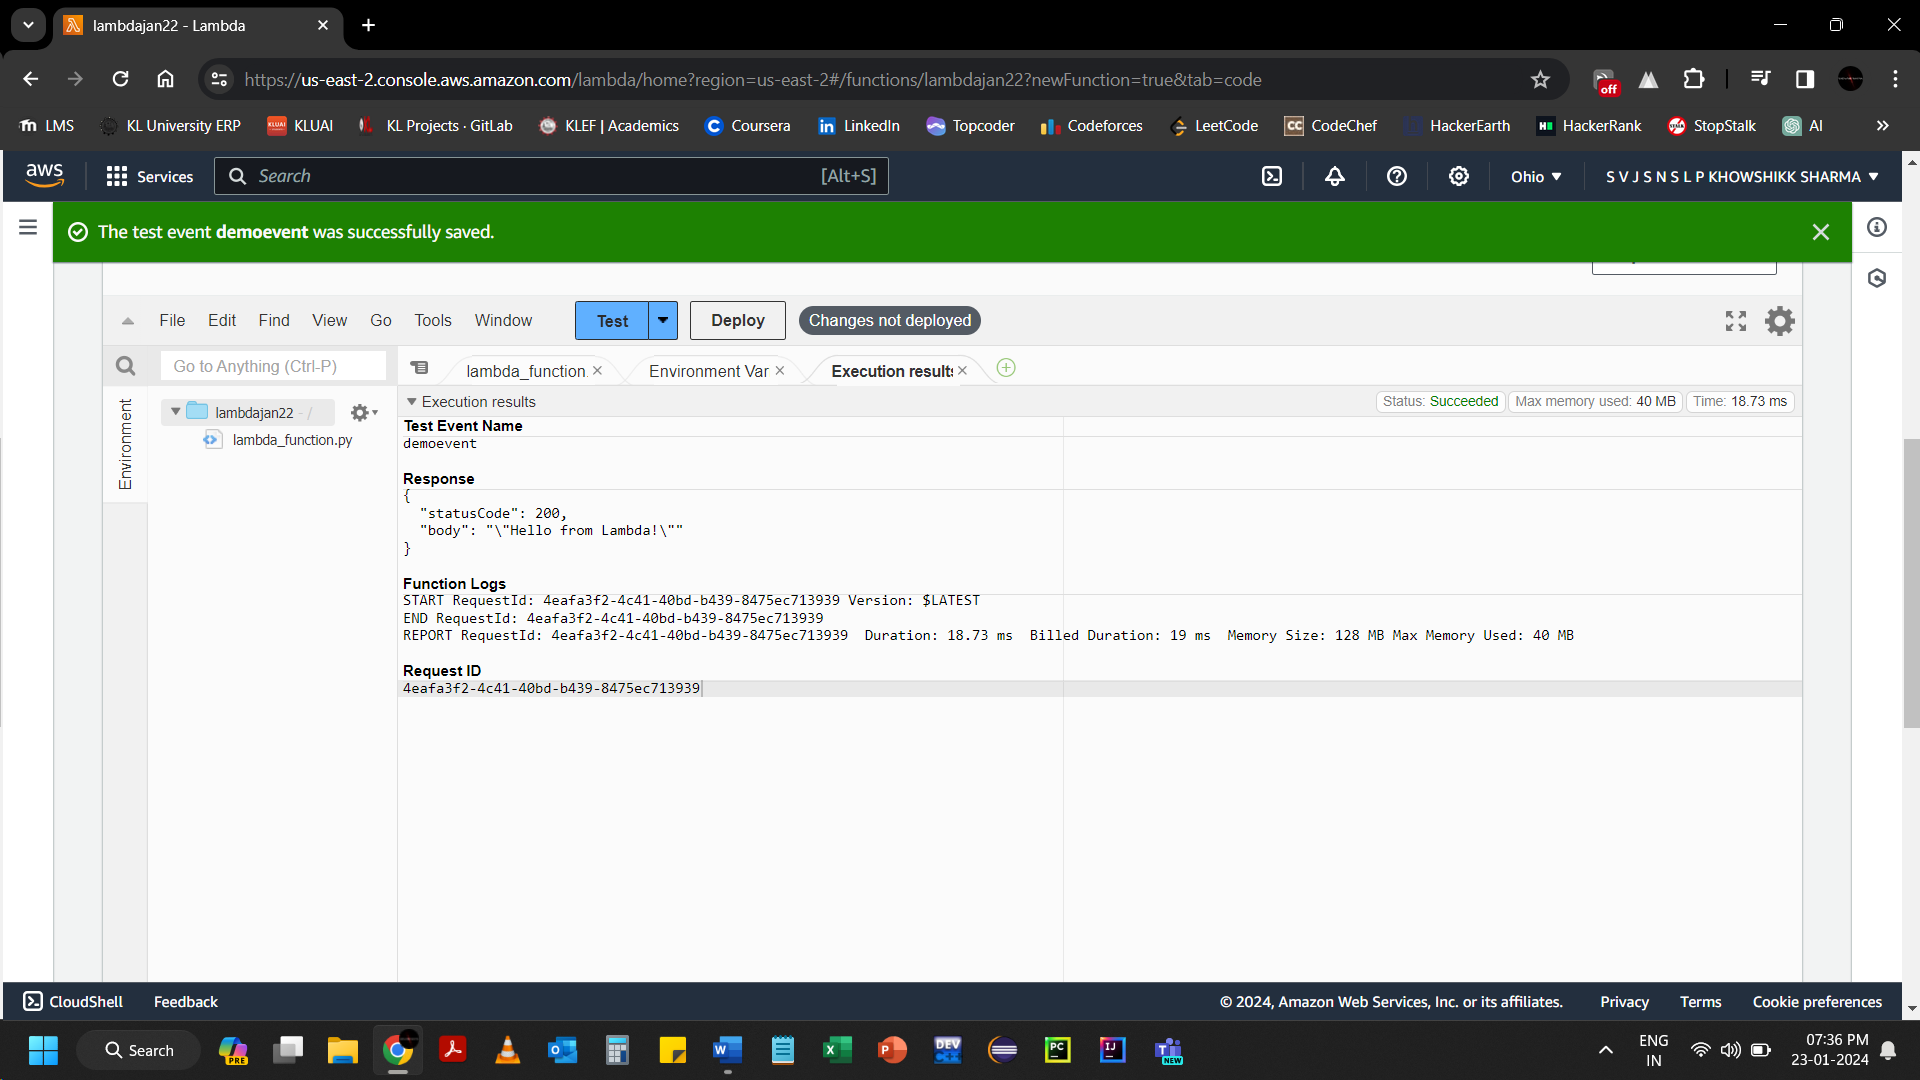 lambdajan22 - Lambda
https://us-east-2.console.aws.amazon.com/lambda/home?region=us-east-2#/functions/lambdajan22?newFunction=true&tab=code
off
LMS
KL University ERP
KLUAI
KLUAI
KL Projects · GitLab
KLEF | Academics
Coursera
LinkedIn
Topcoder
Codeforces
LeetCode
CC
CodeChef
HackerEarth
HackerRank
StopStalk
AI
aws
Services
Search
[Alt+S]
Ohio
S V J S N S L P KHOWSHIKK SHARMA
The test event demoevent was successfully saved.
File
Edit
Find
View
Go
Tools
Window
Test
Deploy
Changes not deployed
Go to Anything (Ctrl-P)
lambda_function
Environment Var
Execution results
Environment
lambdajan22 - /
lambda_function.py
Execution results
Status: Succeeded
Max memory used: 40 MB
Time: 18.73 ms
Test Event Name
demoevent
Response
{
"statusCode": 200,
"body": "\"Hello from Lambda!\""
}
Function Logs
START RequestId: 4eafa3f2-4c41-40bd-b439-8475ec713939 Version: $LATEST
END RequestId: 4eafa3f2-4c41-40bd-b439-8475ec713939
REPORT RequestId: 4eafa3f2-4c41-40bd-b439-8475ec713939 Duration: 18.73 ms Billed Duration: 19 ms Memory Size: 128 MB Max Memory Used: 40 MB
Request ID
4eafa3f2-4c41-40bd-b439-8475ec713939
CloudShell
Feedback
© 2024, Amazon Web Services, Inc. or its affiliates.
Privacy
Terms
Cookie preferences
Search
PRE
DEV
C++
PC
IJ
NEW
ENG
IN
07:36 PM
23-01-2024